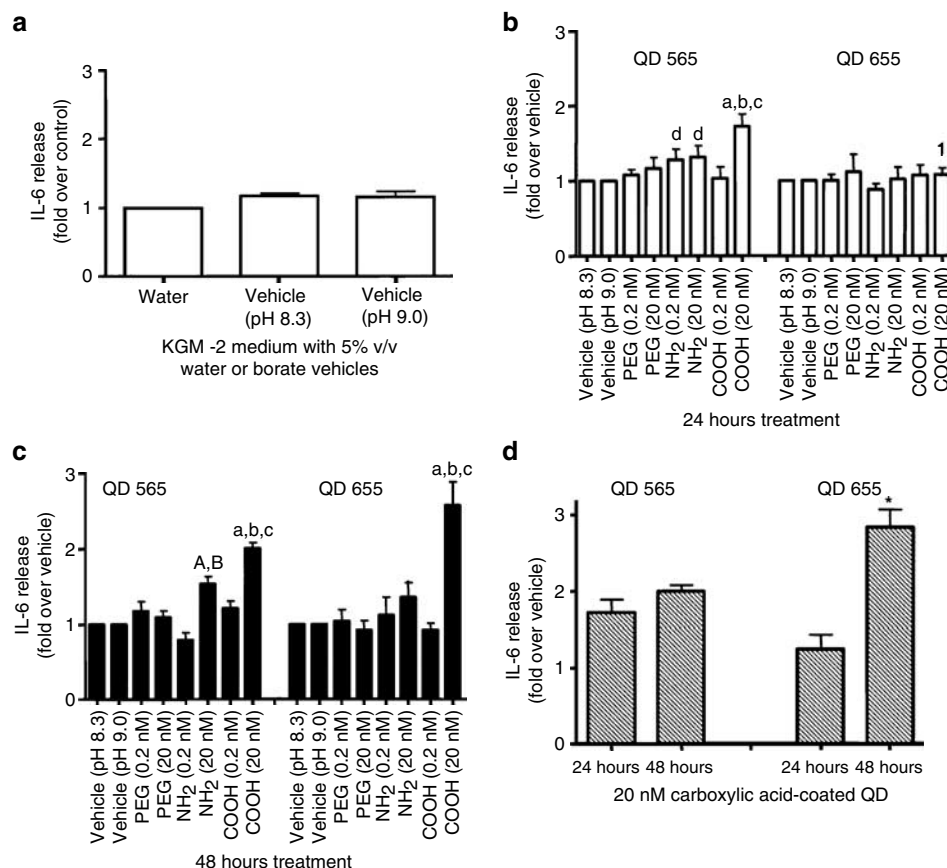 a
3
2
1
0
IL-6 release
(fold over control)
Water
Vehicle
(pH 8.3)
Vehicle
(pH 9.0)
KGM -2 medium with 5% v/v
water or borate vehicles
b
3
2
1
0
IL-6 release
(fold over vehicle)
QD 565
QD 655
d
d
a,b,c
1
Vehicle (pH 8.3)
Vehicle (pH 9.0)
PEG (0.2 nM)
PEG (20 nM)
NH2 (0.2 nM)
NH2 (20 nM)
COOH (0.2 nM)
COOH (20 nM)
Vehicle (pH 8.3)
Vehicle (pH 9.0)
PEG (0.2 nM)
PEG (20 nM)
NH2 (0.2 nM)
NH2 (20 nM)
COOH (0.2 nM)
COOH (20 nM)
24 hours treatment
c
3
2
1
0
IL-6 release
(fold over vehicle)
QD 565
QD 655
A,B
a,b,c
a,b,c
Vehicle (pH 8.3)
Vehicle (pH 9.0)
PEG (0.2 nM)
PEG (20 nM)
NH2 (0.2 nM)
NH2 (20 nM)
COOH (0.2 nM)
COOH (20 nM)
Vehicle (pH 8.3)
Vehicle (pH 9.0)
PEG (0.2 nM)
PEG (20 nM)
NH2 (0.2 nM)
NH2 (20 nM)
COOH (0.2 nM)
COOH (20 nM)
48 hours treatment
d
3
2
1
0
IL-6 release
(fold over vehicle)
QD 565
QD 655
*
24 hours 48 hours
24 hours 48 hours
20 nM carboxylic acid-coated QD